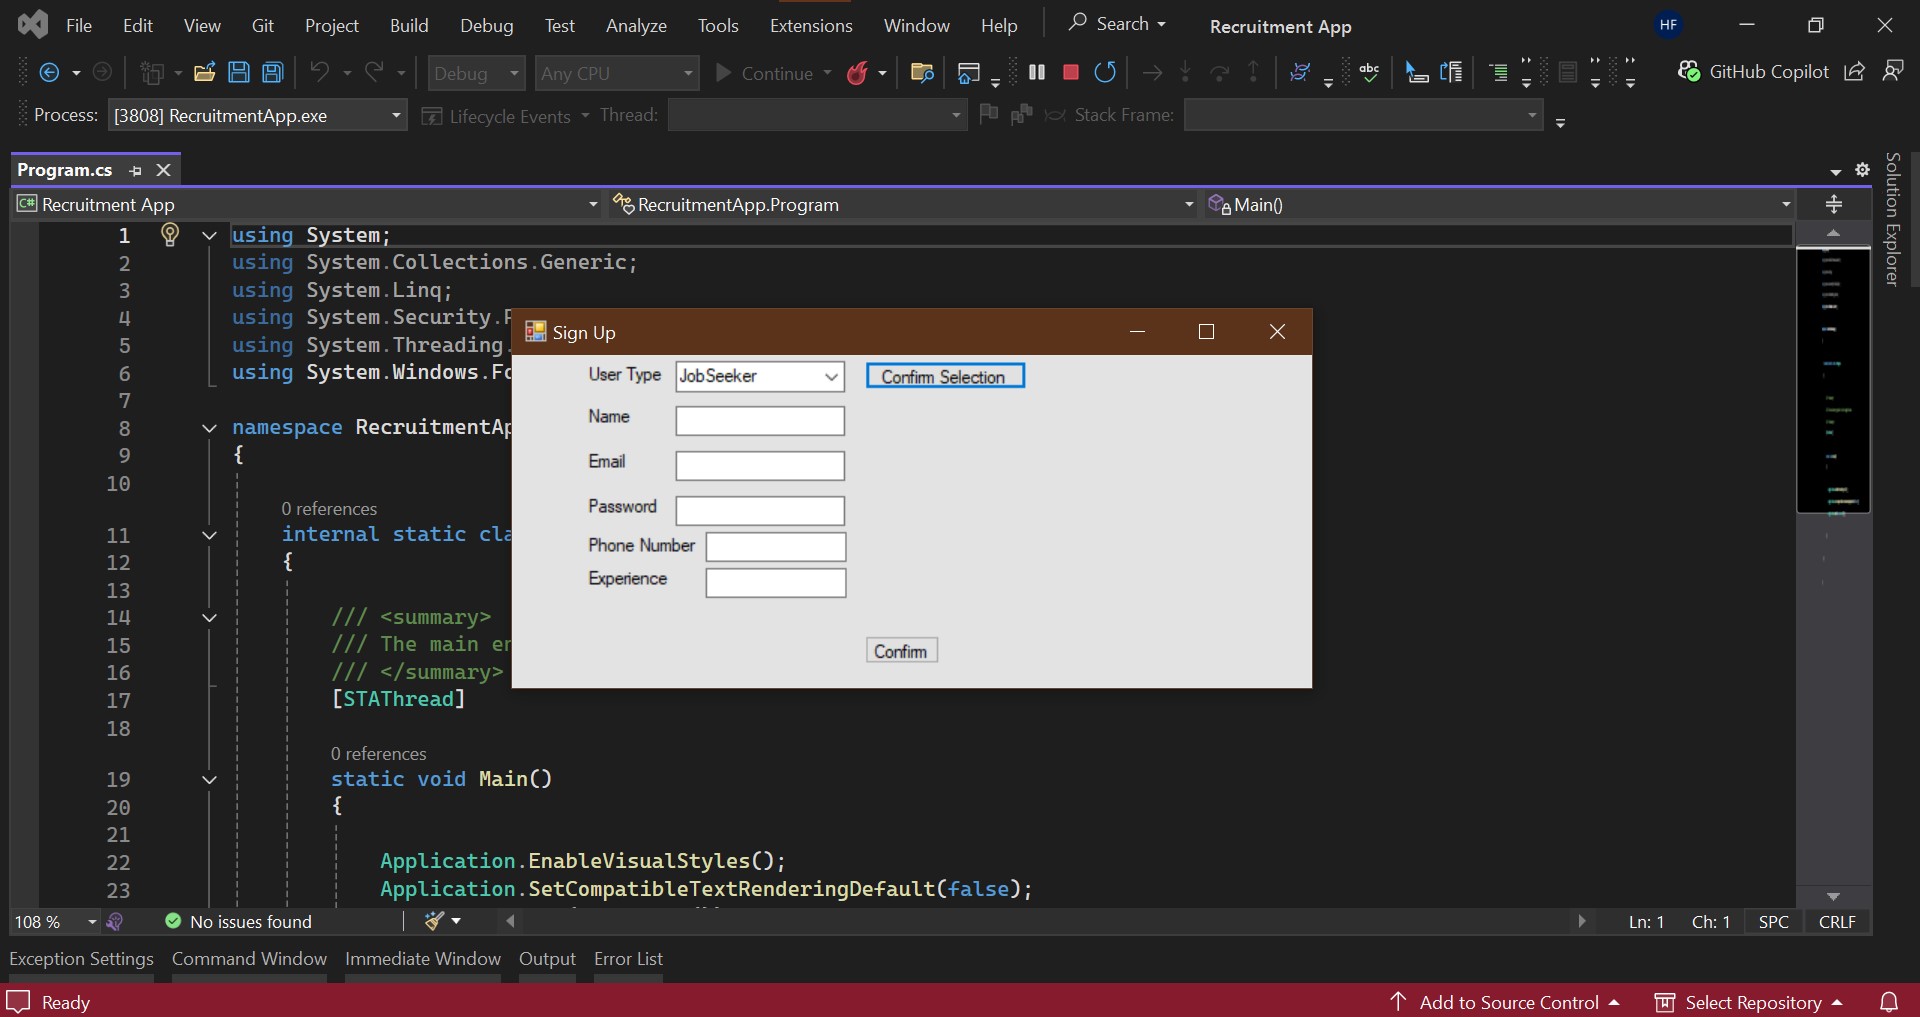 File Edit View Git Project Build Debug Test Analyze Tools Extensions Window Help Search Recruitment App HF
Debug Any CPU Continue abc GitHub Copilot
Process: [3808] RecruitmentApp.exe Lifecycle Events Thread: Stack Frame:
Program.cs
C# Recruitment App RecruitmentApp.Program Main()
Solution Explorer
1 using System;
2 using System.Collections.Generic;
3 using System.Linq;
4 using System.Security.
5 using System.Threading.
6 using System.Windows.Fo
7
8 namespace RecruitmentAp
9 {
10
0 references
11 internal static cla
12 {
13
14 /// <summary>
15 /// The main en
16 /// </summary>
17 [STAThread]
18
0 references
19 static void Main()
20 {
21
22 Application.EnableVisualStyles();
23 Application.SetCompatibleTextRenderingDefault(false);
Sign Up
User Type JobSeeker Confirm Selection
Name
Email
Password
Phone Number
Experience
Confirm
108 % No issues found Ln: 1 Ch: 1 SPC CRLF
Exception Settings Command Window Immediate Window Output Error List
Ready Add to Source Control Select Repository